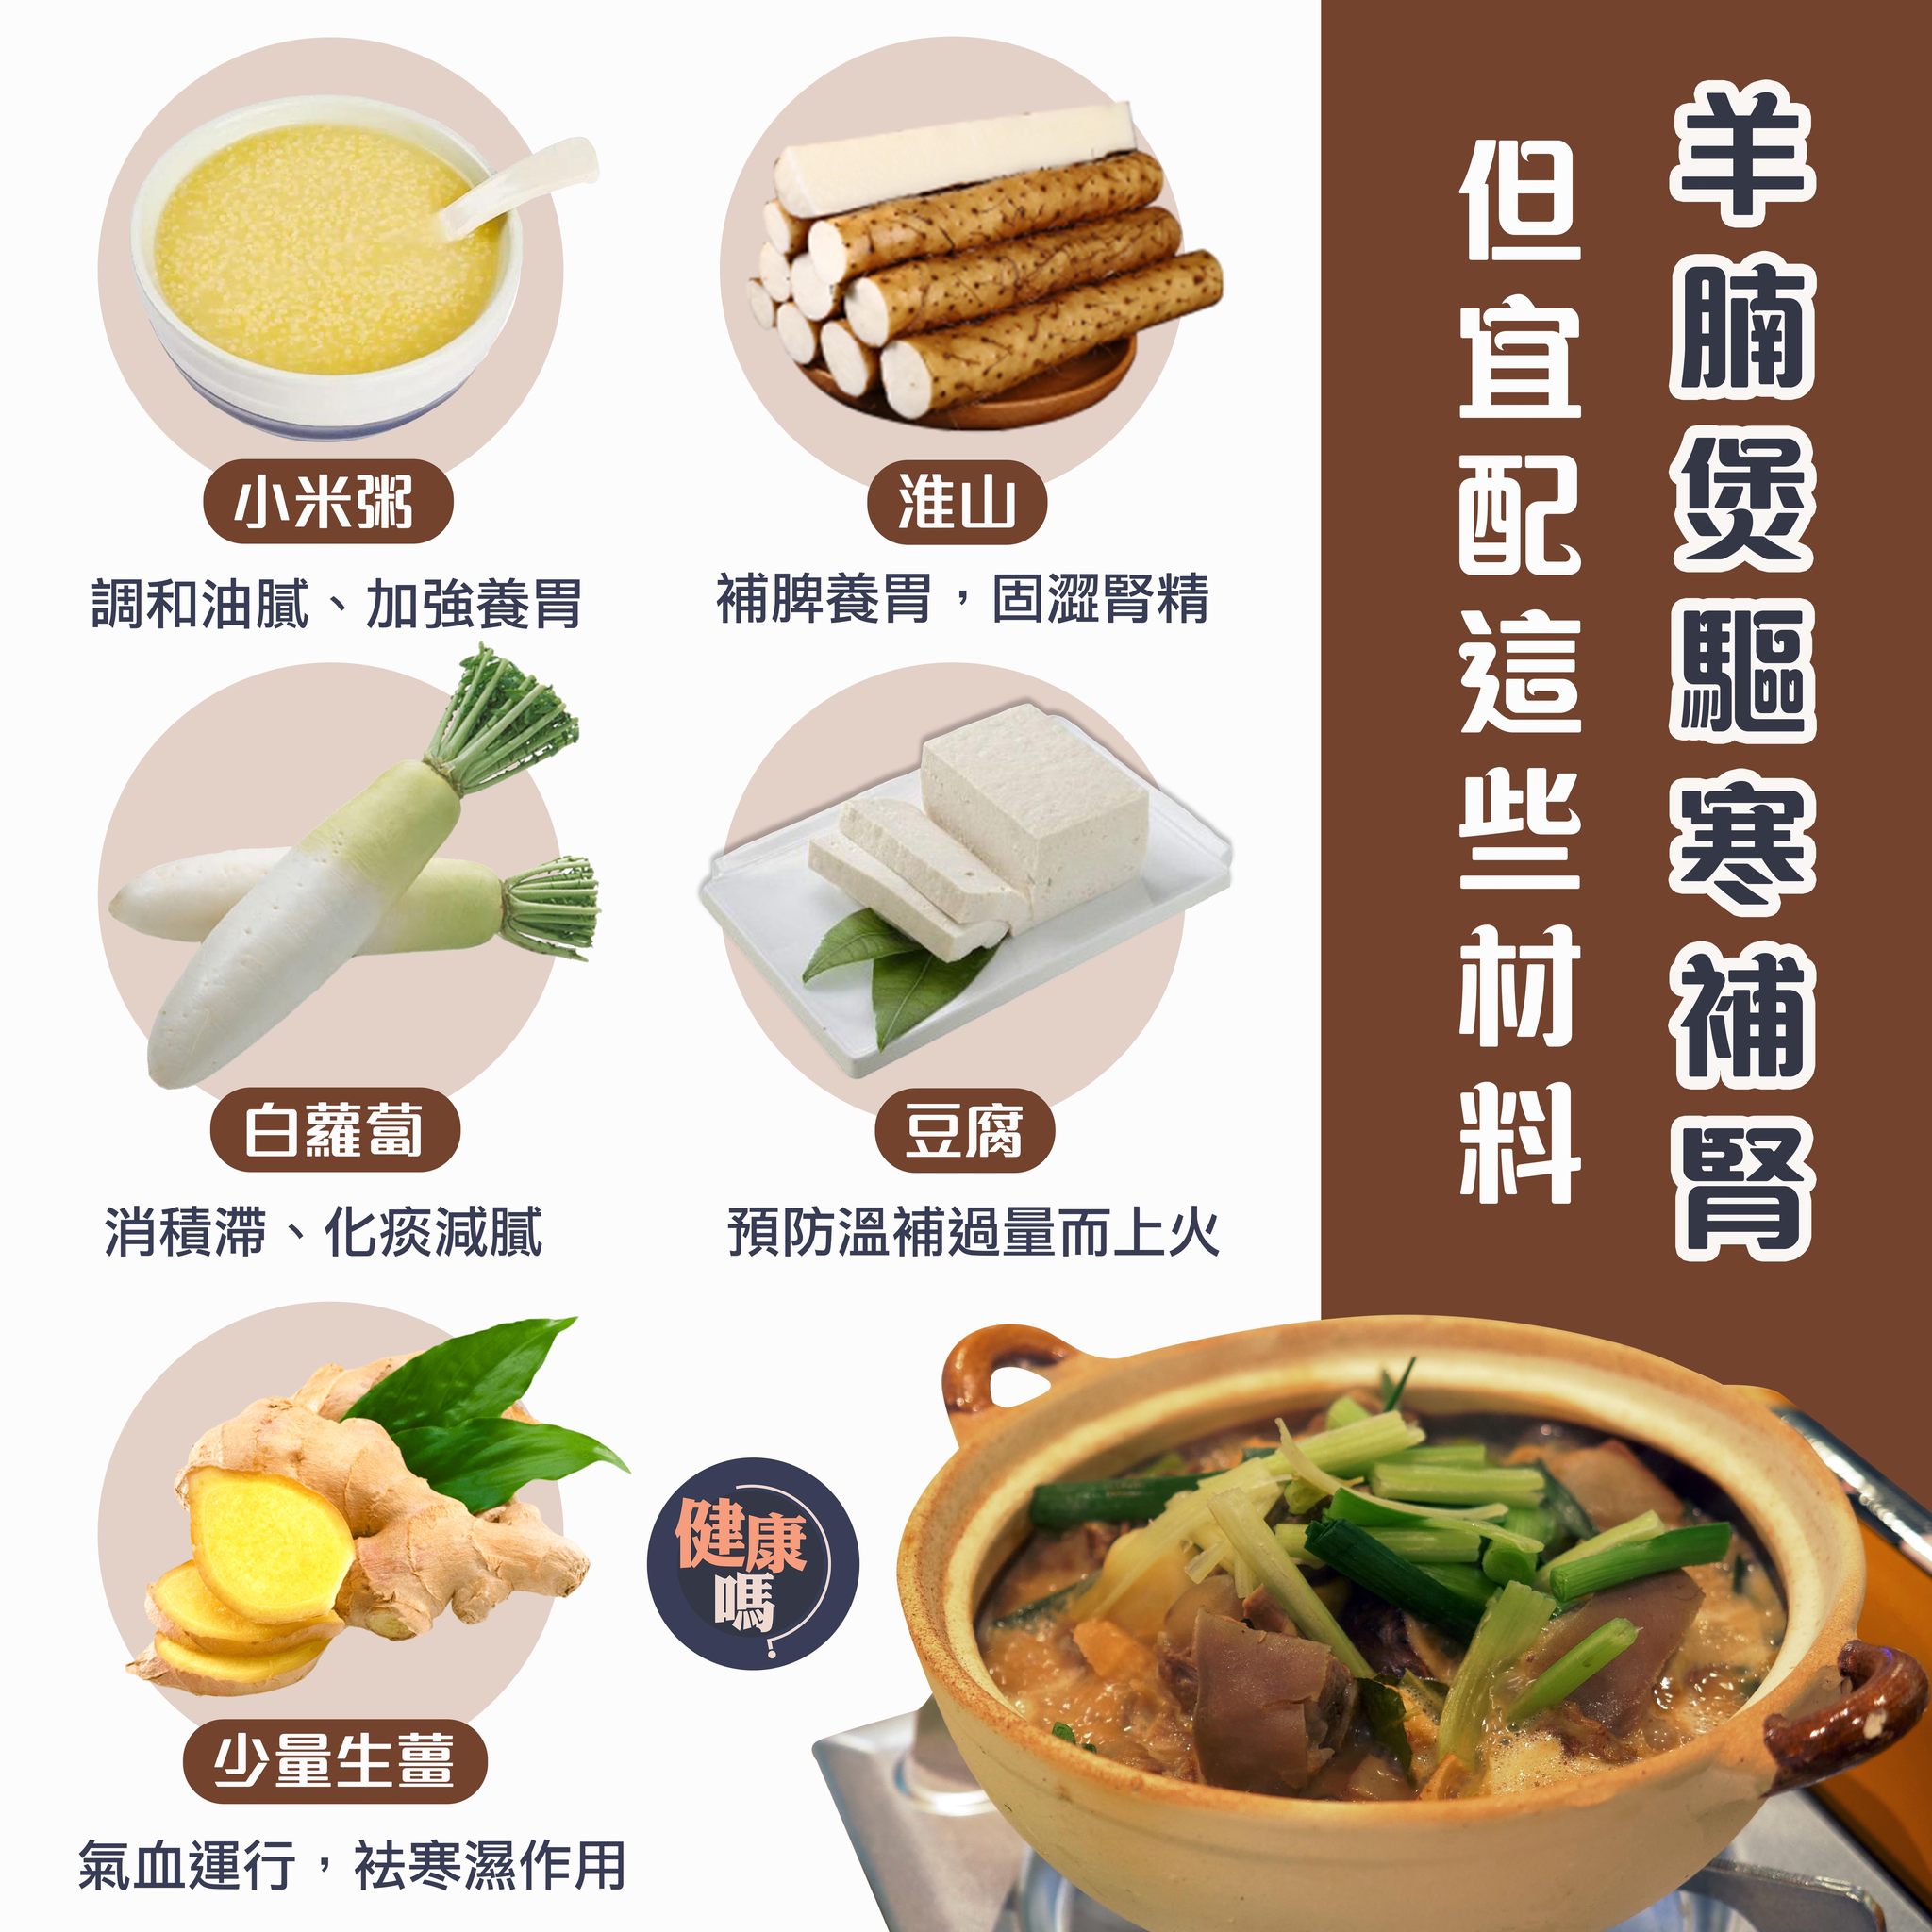 羊腩煲驅寒補腎
但宜配這些材料
小米粥
調和油膩、加強養胃
淮山
補脾養胃，固澀腎精
白蘿蔔
消積滯、化痰減膩
豆腐
預防溫補過量而上火
少量生薑
氣血運行，祛寒濕作用
健康
嗎?